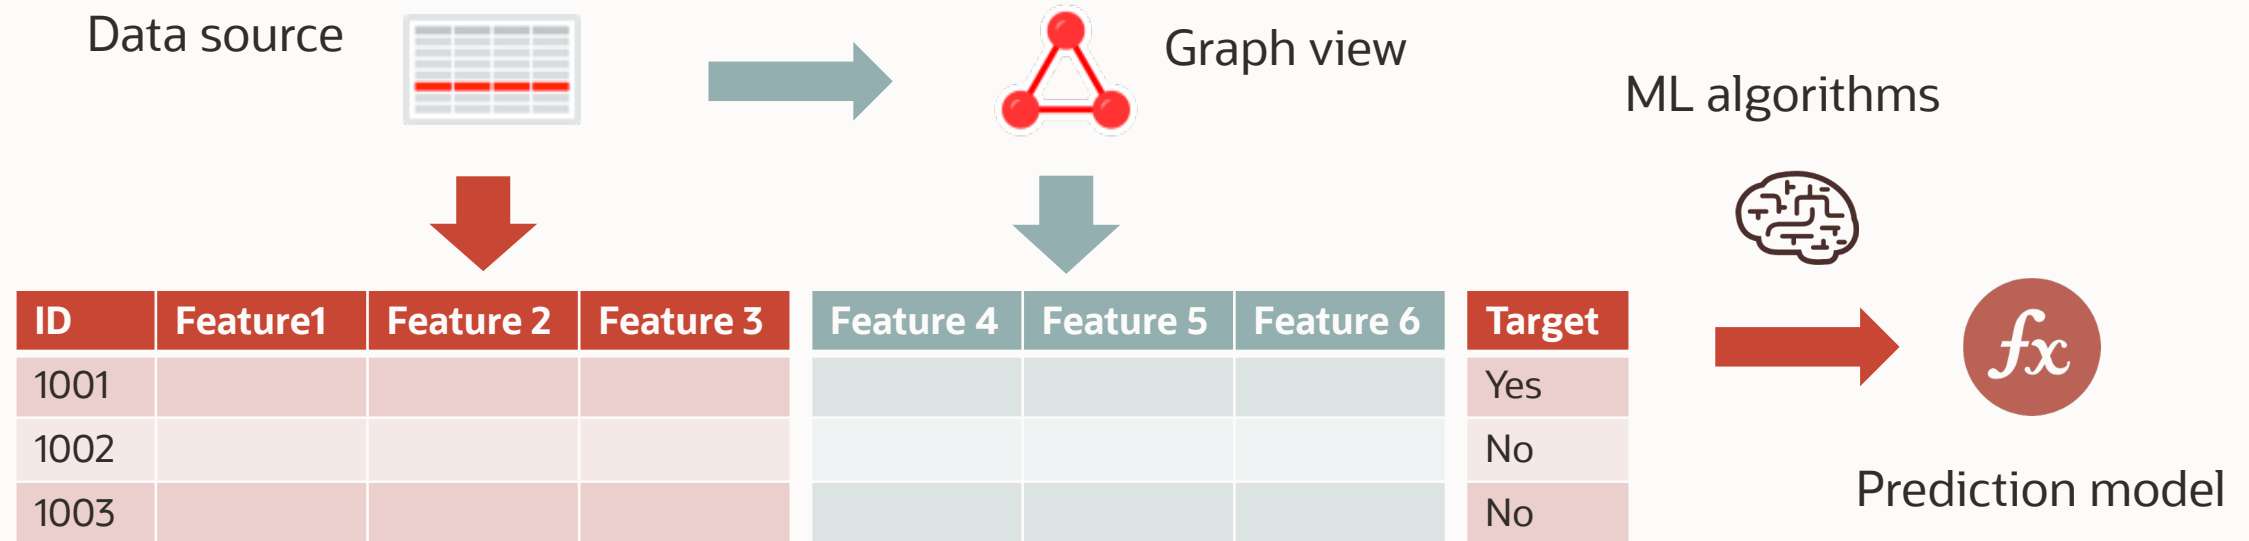 Data source
Graph view
ML algorithms
ID Feature1 Feature 2 Feature 3 Feature 4 Feature 5 Feature 6 Target
1001 Yes
1002 No
1003 No
fx
Prediction model